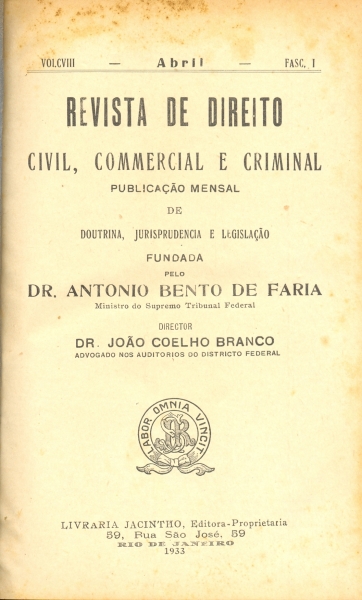 VOl.CVIII — Abril — FASC. 1
REVISTA DE DIREITO
CIVIL, COMMERCIAL E CRIMINAL
PUBLICAÇÃO MENSAL
DE
DOUTRINA, JURISPRUDENCIA E LEGISLAÇÃO
FUNDADA
PELO
DR. ANTONIO BENTO DE FARIA
Ministro do Supremo Tribunal Federal
DIRECTOR
DR. JOÃO COELHO BRANCO
ADVOGADO NOS AUDITORIOS DO DISTRICTO FEDERAL
LABOR OMNIA VINCIT
LIVRARIA JACINTHO, Editora-Proprietaria
59, Rua São José. 59
RIO DE JANEIRO
1933